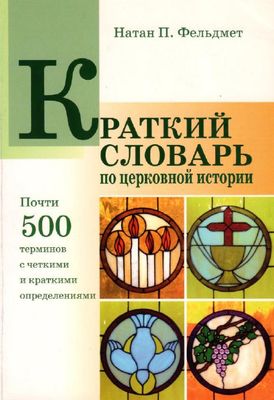 Натан П. Фельдмет
КРАТКИЙ
СЛОВАРЬ
по церковной истории
Почти
500
терминов
с четкими
и краткими
определениями